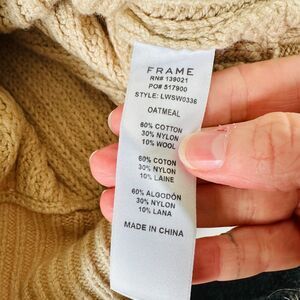 FRAME
RN# 139021
PO# 517900
STYLE: LWSW0336
OATMEAL
60% COTTON
30% NYLON
10% WOOL
60% COTON
30% NYLON
10% LAINE
60% ALGODÓN
30% NYLON
10% LANA
MADE IN CHINA